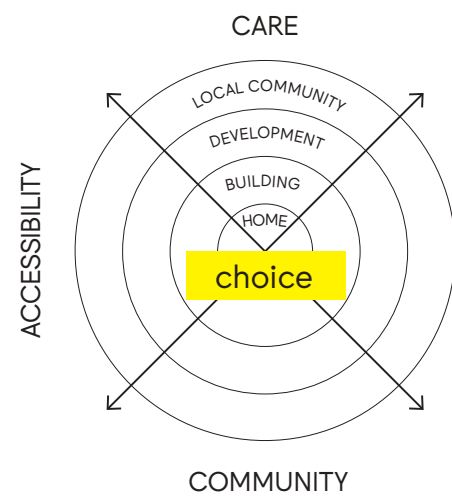 CARE
LOCAL COMMUNITY
DEVELOPMENT
BUILDING
HOME
ACCESSIBILITY
choice
COMMUNITY